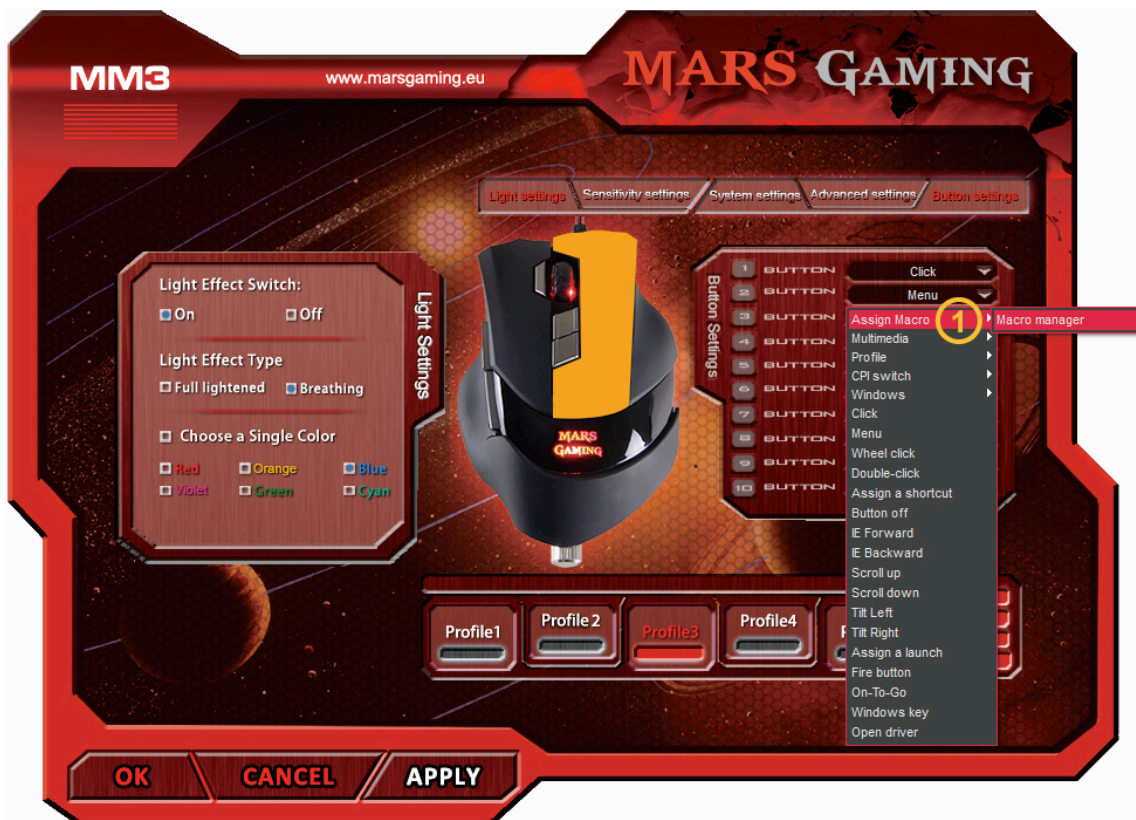 MM3
www.marsgaming.eu
MARS GAMING
Light settings
Sensitivity settings
System settings
Advanced settings
Button settings
Light Effect Switch:
On
Off
Light Effect Type
Full lightened
Breathing
Choose a Single Color
Red
Orange
Blue
Violet
Green
Cyan
Light Settings
MARS
GAMING
Button Settings
1 BUTTON Click
2 BUTTON Menu
3 BUTTON
4 BUTTON
5 BUTTON
6 BUTTON
7 BUTTON
8 BUTTON
9 BUTTON
10 BUTTON
Assign Macro
1
Macro manager
Multimedia
Profile
CPI switch
Windows
Click
Menu
Wheel click
Double-click
Assign a shortcut
Button off
IE Forward
IE Backward
Scroll up
Scroll down
Tilt Left
Tilt Right
Assign a launch
Fire button
On-To-Go
Windows key
Open driver
Profile1
Profile 2
Profile3
Profile4
OK
CANCEL
APPLY